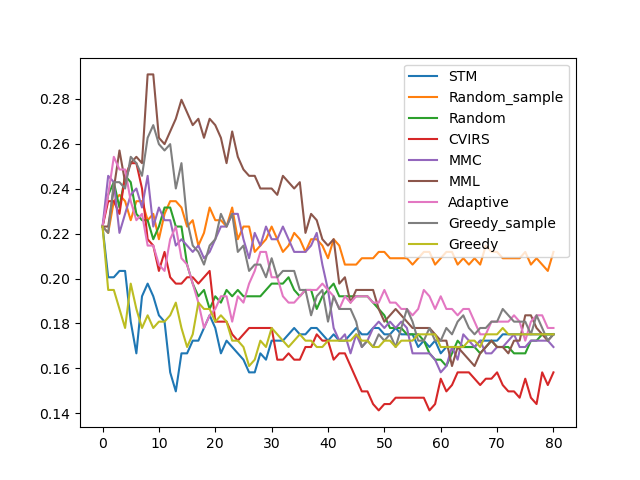 0.28
0.26
0.24
0.22
0.20
0.18
0.16
0.14
0 10 20 30 40 50 60 70 80
STM
Random_sample
Random
CVIRS
MMC
MML
Adaptive
Greedy_sample
Greedy